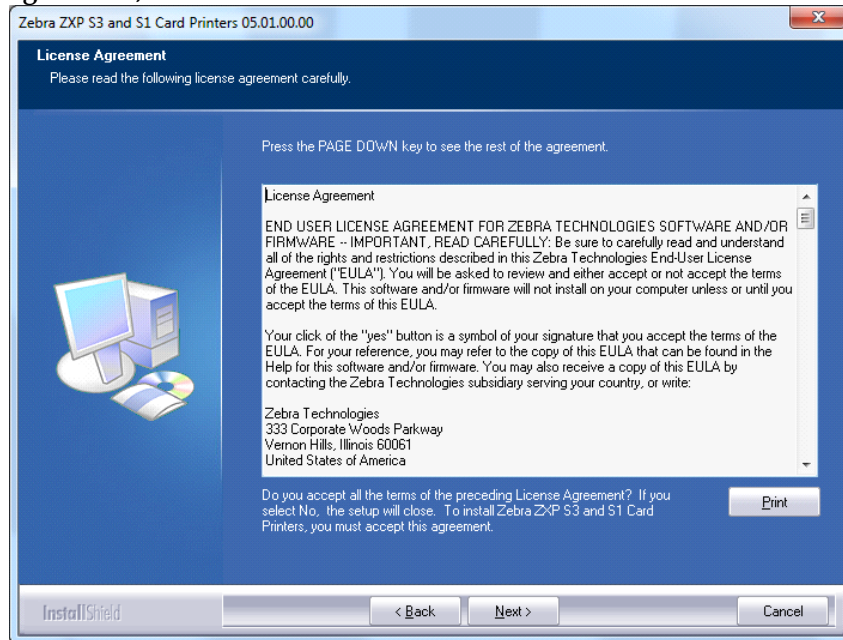 Zebra ZXP S3 and S1 Card Printers 05.01.00.00
License Agreement
Please read the following license agreement carefully.
Press the PAGE DOWN key to see the rest of the agreement.
License Agreement
END USER LICENSE AGREEMENT FOR ZEBRA TECHNOLOGIES SOFTWARE AND/OR
FIRMWARE -- IMPORTANT, READ CAREFULLY: Be sure to carefully read and understand
all of the rights and restrictions described in this Zebra Technologies End-User License
Agreement ("EULA"). You will be asked to review and either accept or not accept the terms
of the EULA. This software and/or firmware will not install on your computer unless or until you
accept the terms of this EULA.
Your click of the "yes" button is a symbol of your signature that you accept the terms of the
EULA. For your reference, you may refer to the copy of this EULA that can be found in the
Help for this software and/or firmware. You may also receive a copy of this EULA by
contacting the Zebra Technologies subsidiary serving your country, or write:
Zebra Technologies
333 Corporate Woods Parkway
Vernon Hills, Illinois 60061
United States of America
Do you accept all the terms of the preceding License Agreement? If you
select No, the setup will close. To install Zebra ZXP S3 and S1 Card
Printers, you must accept this agreement.
Print
InstallShield
< Back
Next >
Cancel